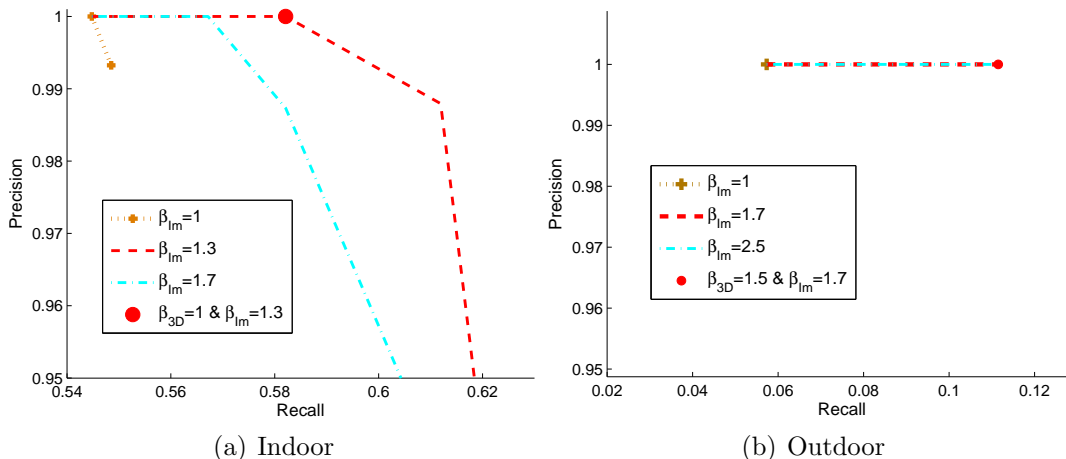 1
0.99
0.98
0.97
0.96
0.95
Precision
0.54
0.56
0.58
0.6
0.62
Recall
β_Im=1
β_Im=1.3
β_Im=1.7
β_3D=1 & β_Im=1.3
(a) Indoor
1
0.99
0.98
0.97
0.96
0.95
Precision
0.02
0.04
0.06
0.08
0.1
0.12
Recall
β_Im=1
β_Im=1.7
β_Im=2.5
β_3D=1.5 & β_Im=1.7
(b) Outdoor